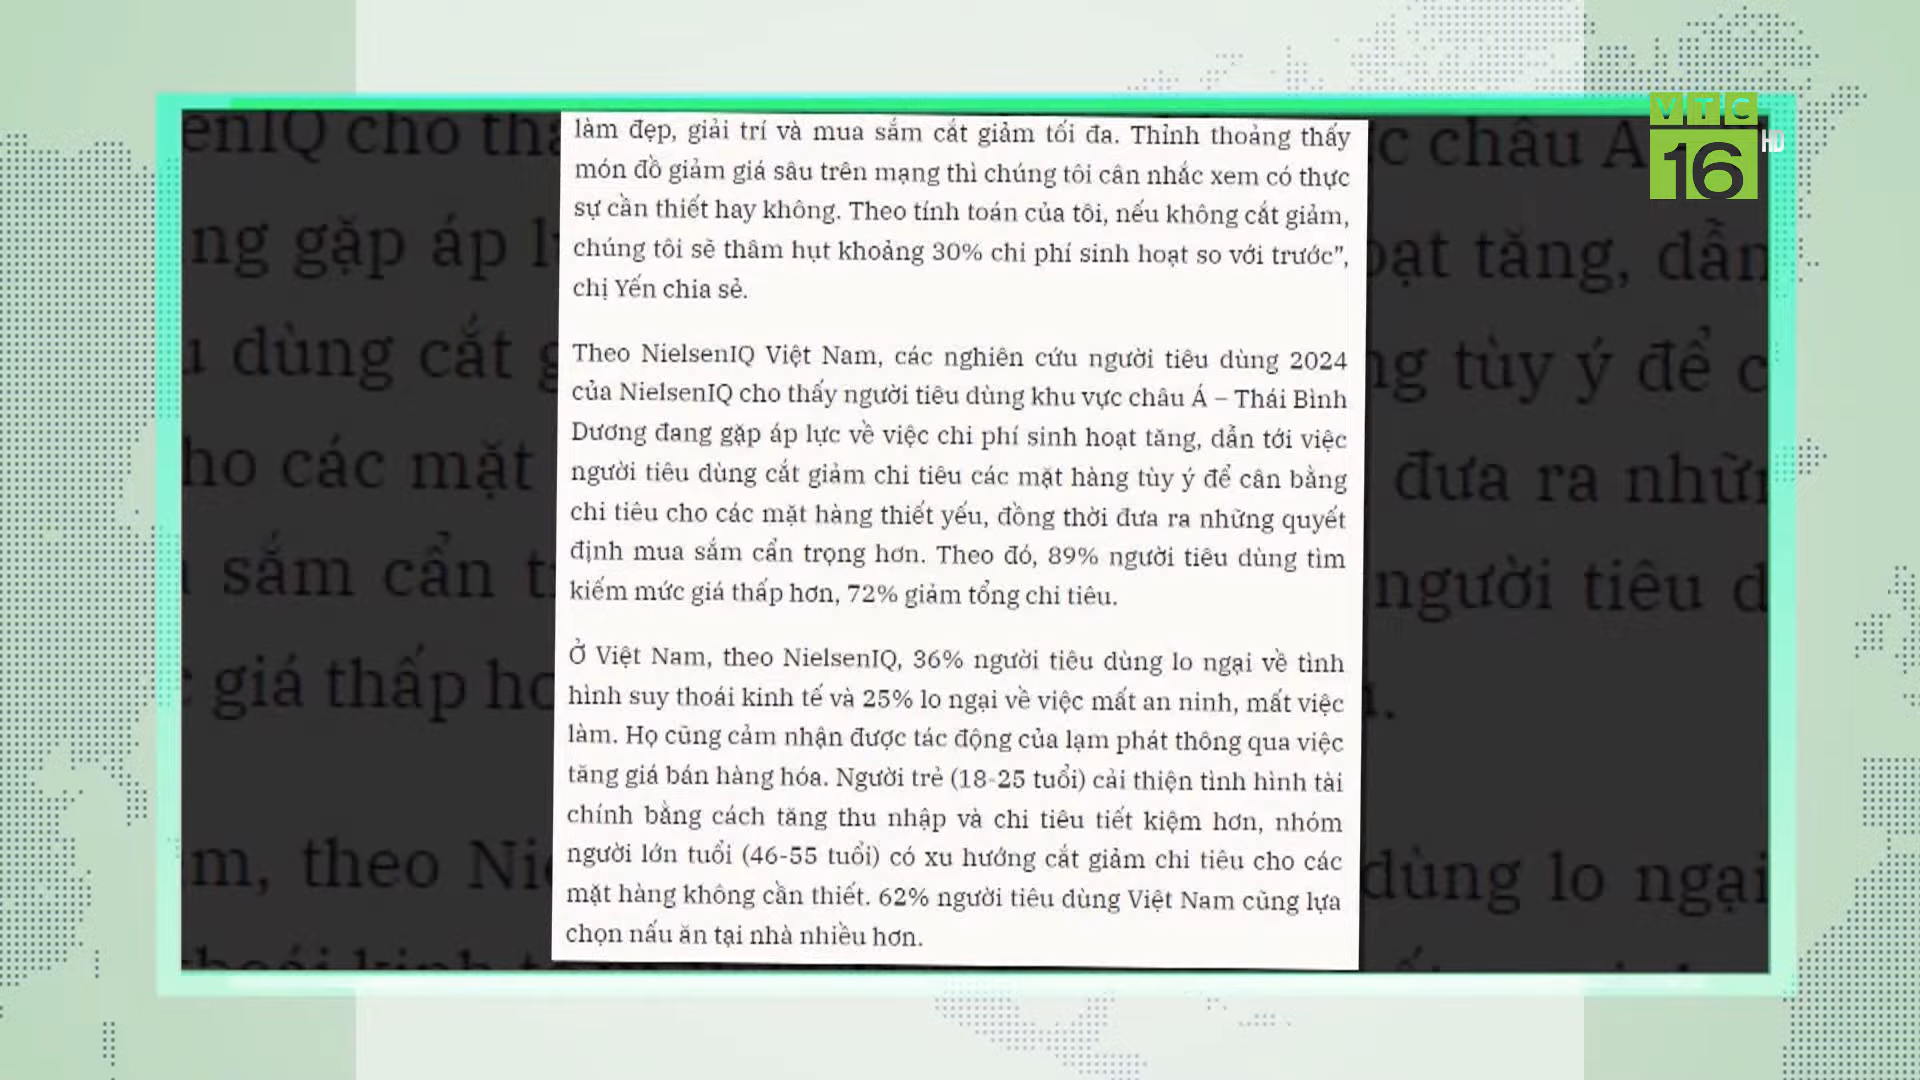 VTC
16
HD
làm đẹp, giải trí và mua sắm cắt giảm tối đa. Thỉnh thoảng thấy
món đồ giảm giá sâu trên mạng thì chúng tôi cân nhắc xem có thực
sự cần thiết hay không. Theo tính toán của tôi, nếu không cắt giảm,
chúng tôi sẽ thâm hụt khoảng 30% chi phí sinh hoạt so với trước”,
chị Yến chia sẻ.
Theo NielsenIQ Việt Nam, các nghiên cứu người tiêu dùng 2024
của NielsenIQ cho thấy người tiêu dùng khu vực châu Á – Thái Bình
Dương đang gặp áp lực về việc chi phí sinh hoạt tăng, dẫn tới việc
người tiêu dùng cắt giảm chi tiêu các mặt hàng tùy ý để cân bằng
chi tiêu cho các mặt hàng thiết yếu, đồng thời đưa ra những quyết
định mua sắm cẩn trọng hơn. Theo đó, 89% người tiêu dùng tìm
kiếm mức giá thấp hơn, 72% giảm tổng chi tiêu.
Ở Việt Nam, theo NielsenIQ, 36% người tiêu dùng lo ngại về tình
hình suy thoái kinh tế và 25% lo ngại về việc mất an ninh, mất việc
làm. Họ cũng cảm nhận được tác động của lạm phát thông qua việc
tăng giá bán hàng hóa. Người trẻ (18-25 tuổi) cải thiện tình hình tài
chính bằng cách tăng thu nhập và chi tiêu tiết kiệm hơn, nhóm
người lớn tuổi (46-55 tuổi) có xu hướng cắt giảm chi tiêu cho các
mặt hàng không cần thiết. 62% người tiêu dùng Việt Nam cũng lựa
chọn nấu ăn tại nhà nhiều hơn.